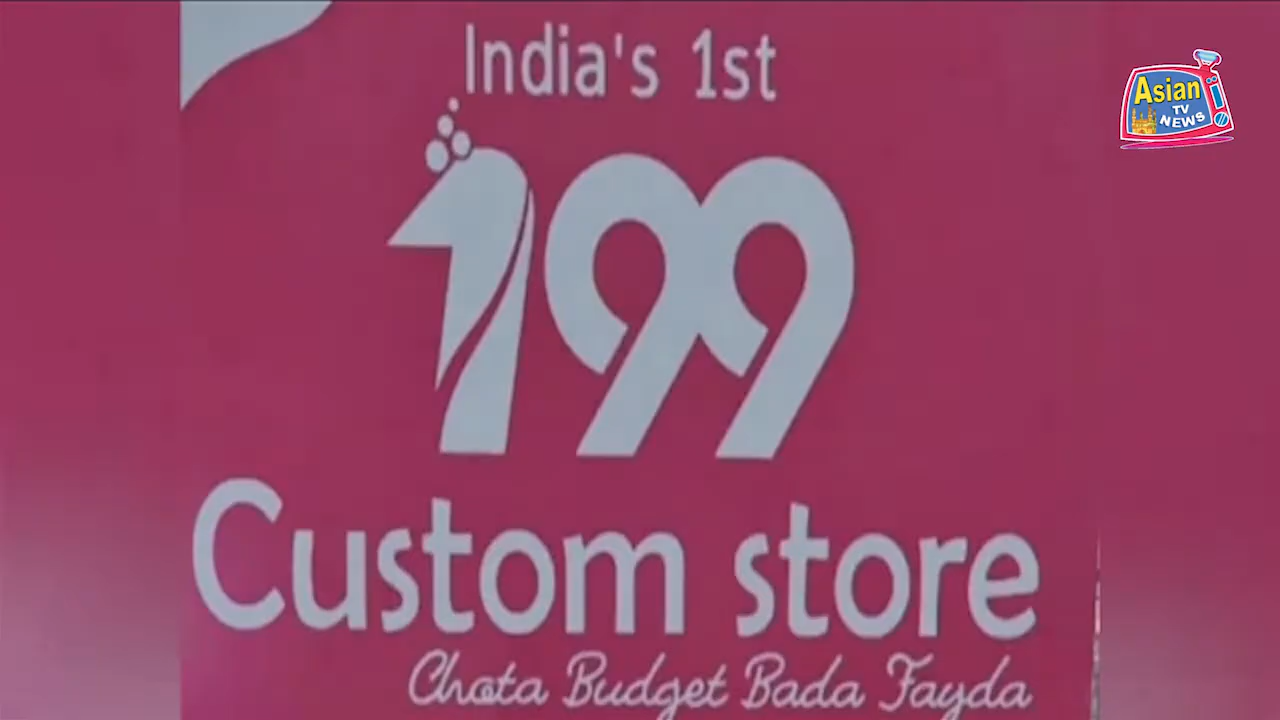 India's 1st
199
Custom store
Chota Budget Bada Fayda
Asian
TV
NEWS